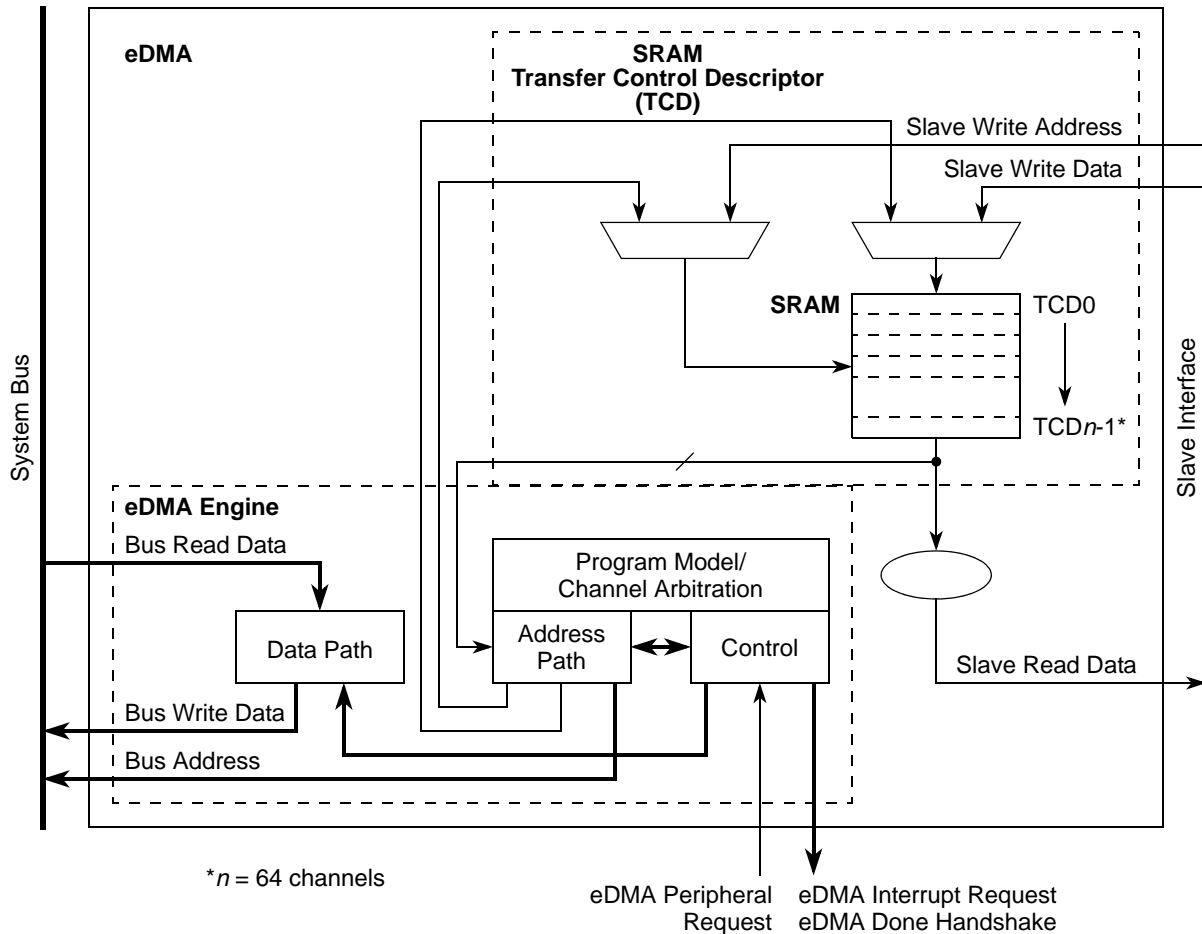 eDMA
SRAM
Transfer Control Descriptor
(TCD)
Slave Write Address
Slave Write Data
SRAM
TCD0
TCDn-1*
System Bus
Slave Interface
eDMA Engine
Bus Read Data
Program Model/
Channel Arbitration
Data Path
Address
Path
Control
Slave Read Data
Bus Write Data
Bus Address
*n = 64 channels
eDMA Peripheral
Request
eDMA Interrupt Request
eDMA Done Handshake